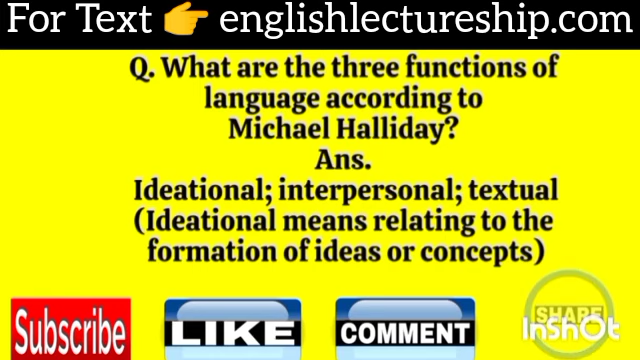 For Text 👉 englishlectureship.com
Q. What are the three functions of
language according to
Michael Halliday?
Ans.
Ideational; interpersonal; textual
(Ideational means relating to the
formation of ideas or concepts)
Subscribe
LIKE
COMMENT
SHARE
InShOt